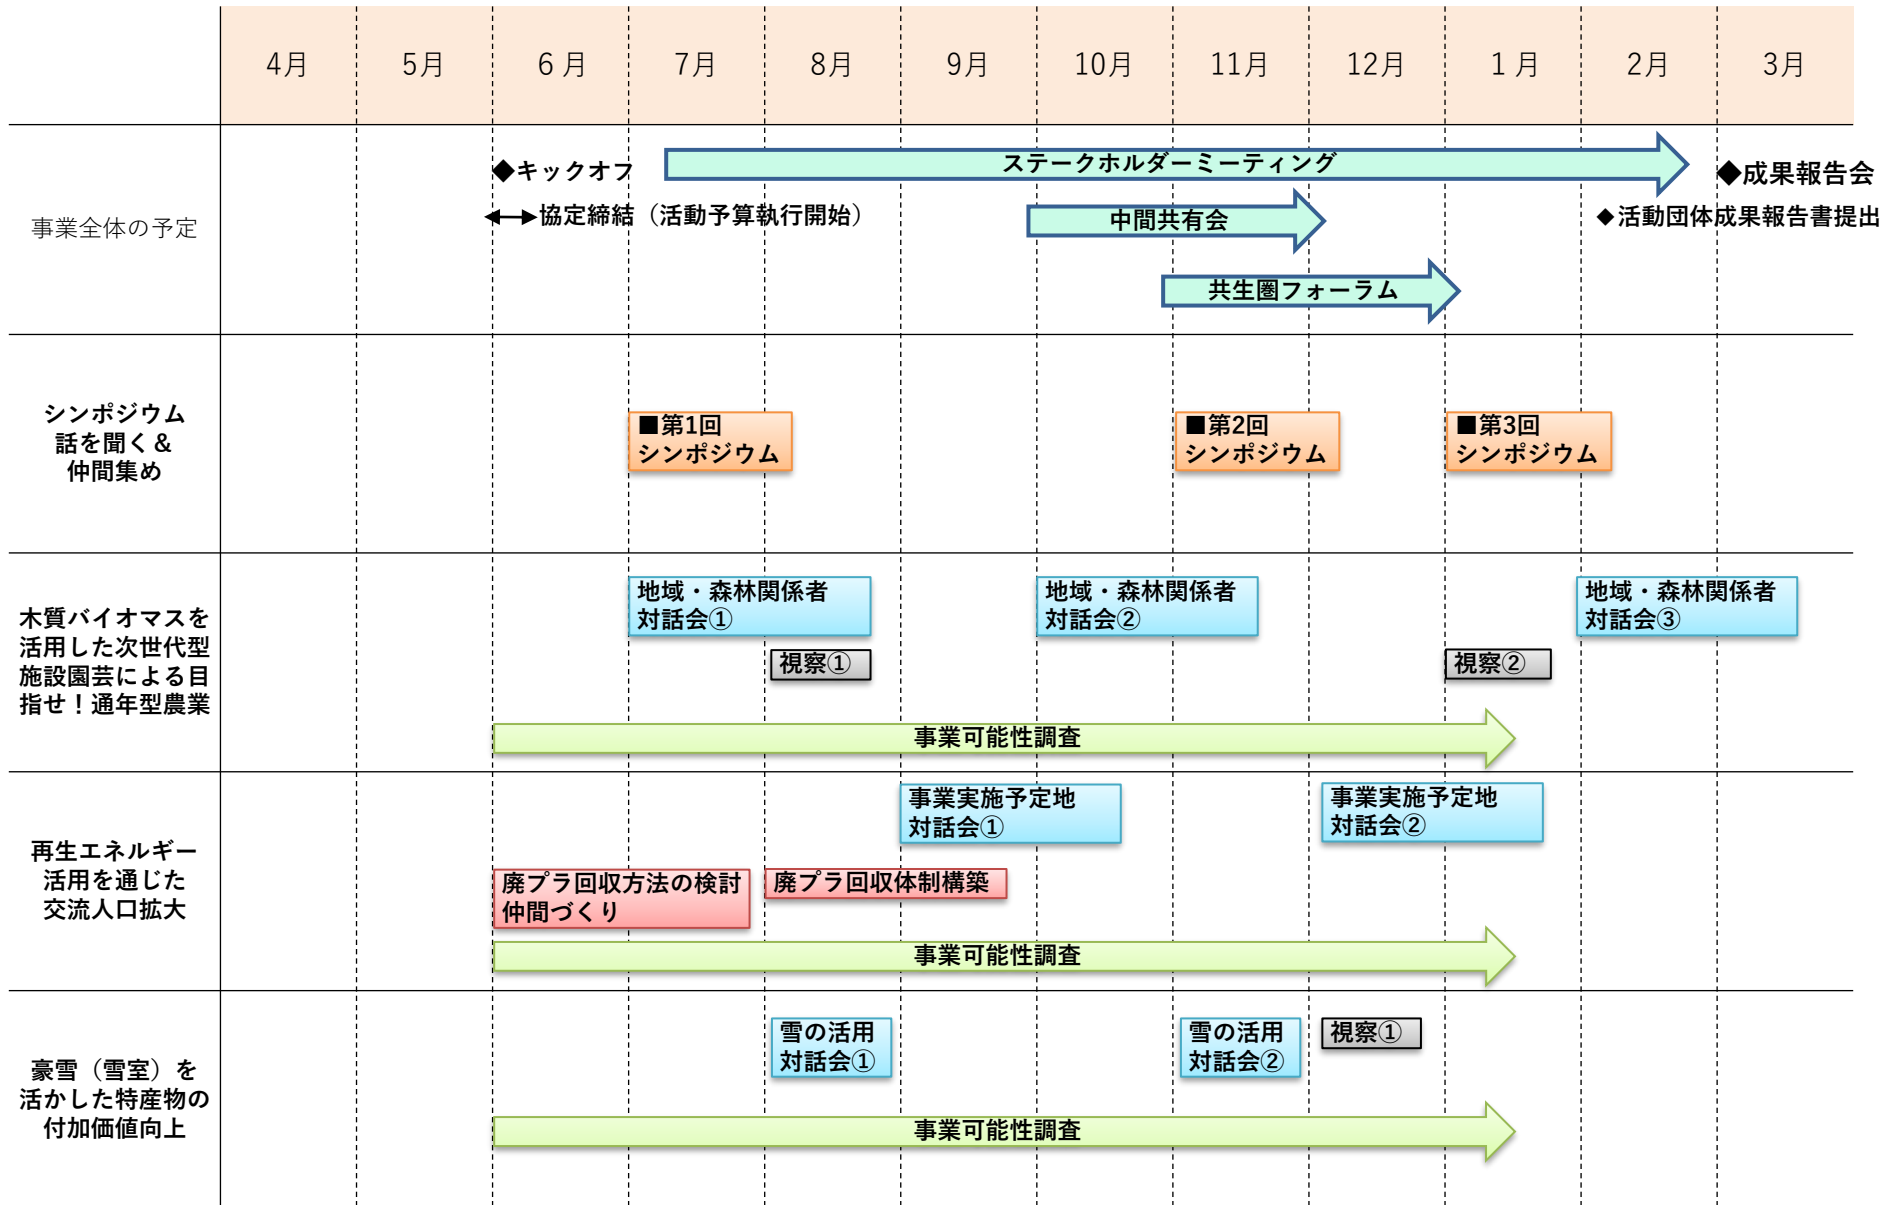 4月
5月
6 月
7月
8月
9月
10月
11月
12月
1 月
2月
3月
事業全体の予定
◆キックオフ
ステークホルダーミーティング
◆成果報告会
協定締結（活動予算執行開始）
中間共有会
◆活動団体成果報告書提出
共生圏フォーラム
シンポジウム
話を聞く＆
仲間集め
■第1回
シンポジウム
■第2回
シンポジウム
■第3回
シンポジウム
木質バイオマスを
活用した次世代型
施設園芸による目
指せ！通年型農業
地域・森林関係者
対話会①
地域・森林関係者
対話会②
地域・森林関係者
対話会③
視察①
視察②
事業可能性調査
再生エネルギー
活用を通じた
交流人口拡大
事業実施予定地
対話会①
事業実施予定地
対話会②
廃プラ回収方法の検討
仲間づくり
廃プラ回収体制構築
事業可能性調査
豪雪（雪室）を
活かした特産物の
付加価値向上
雪の活用
対話会①
雪の活用
対話会②
視察①
事業可能性調査